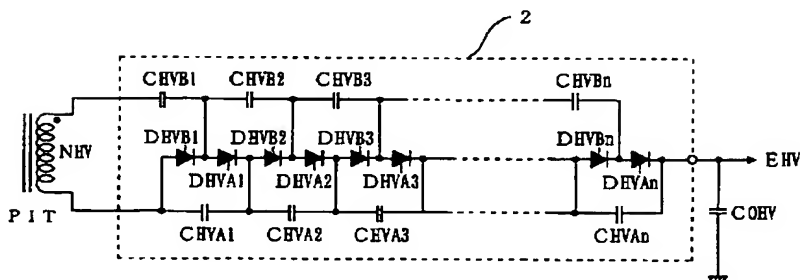 2
CHVB1 CHVB2 CHVB3 CHVBn
NHV
DHVB1 DHVB2 DHVB3 DHVBn
EHV
DHVA1 DHVA2 DHVA3 DHVAn
COHV
PIT
CHVA1 CHVA2 CHVA3 CHVAn